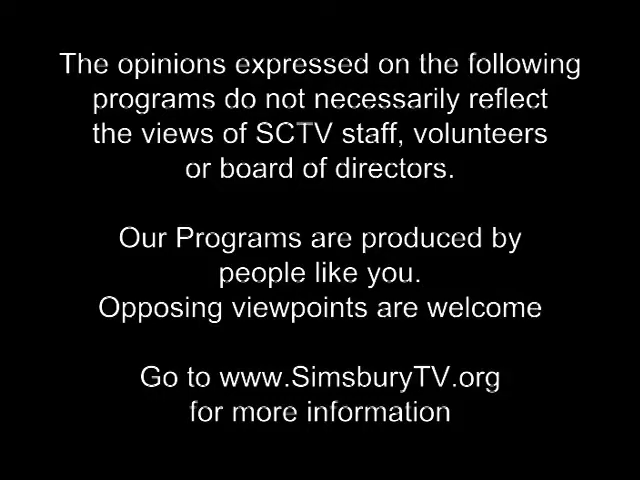 The opinions expressed on the following
programs do not necessarily reflect
the views of SCTV staff, volunteers
or board of directors.
Our Programs are produced by
people like you.
Opposing viewpoints are welcome
Go to www.SimsburyTV.org
for more information